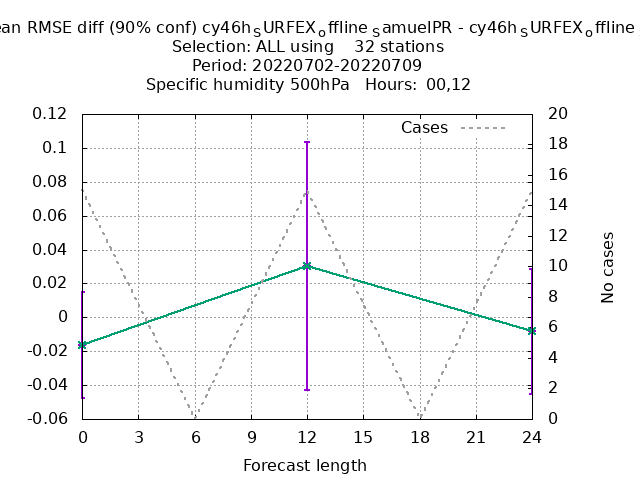 ean RMSE diff (90% conf) cy46h_SURFEX_offline_SamuelPR - cy46h_SURFEX_offline
Selection: ALL using    32 stations
Period: 20220702-20220709
Specific humidity 500hPa   Hours: 00,12
Cases
0.12
0.1
0.08
0.06
0.04
0.02
0
-0.02
-0.04
-0.06
20
18
16
14
12
10
8
6
4
2
0
No cases
0 3 6 9 12 15 18 21 24
Forecast length